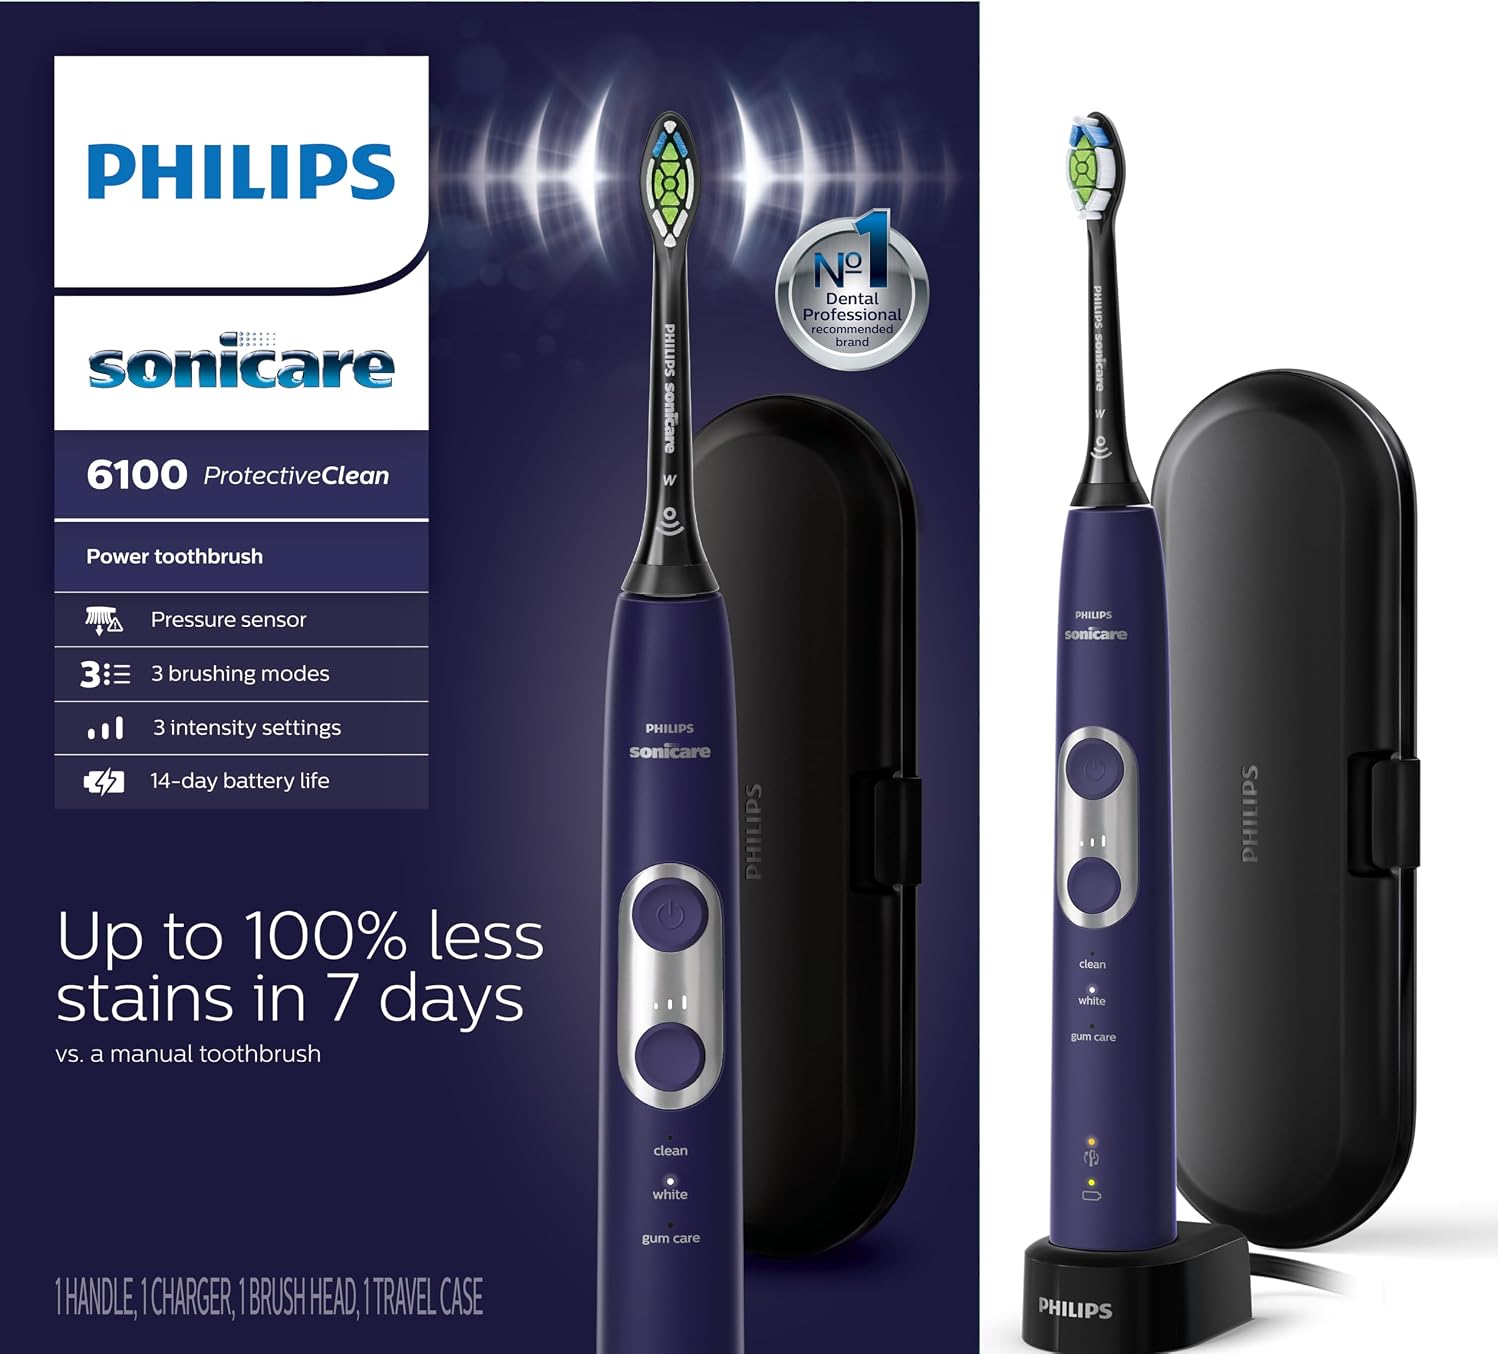 PHILIPS
sonicare
6100 ProtectiveClean
Power toothbrush
Pressure sensor
3 3 brushing modes
3 intensity settings
14-day battery life
Up to 100% less
stains in 7 days
vs. a manual toothbrush
1 HANDLE, 1 CHARGER, 1 BRUSH HEAD, 1 TRAVEL CASE
Nº1
Dental
Professional
recommended
brand
PHILIPS sonicare
W
PHILIPS
sonicare
clean
white
gum care
PHILIPS
PHILIPS sonicare
W
PHILIPS
sonicare
clean
white
gum care
PHILIPS
PHILIPS